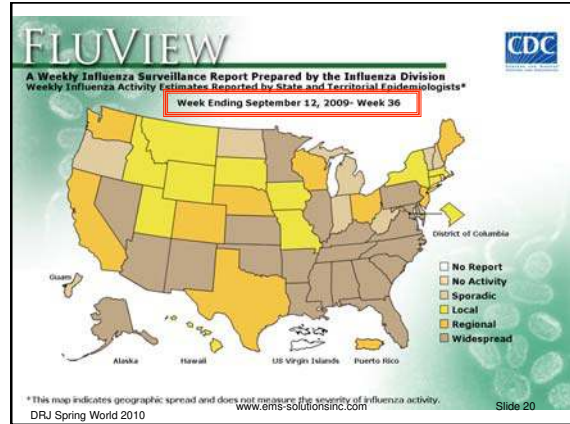 FLUVIEW
CDC
A Weekly Influenza Surveillance Report Prepared by the Influenza Division
Weekly Influenza Activity Estimates Reported by State and Territorial Epidemiologists*
Week Ending September 12, 2009- Week 36
District of Columbia
Guam
No Report
No Activity
Sporadic
Local
Regional
Widespread
Alaska
Hawaii
US Virgin Islands
Puerto Rico
*This map indicates geographic spread and does not measure the severity of influenza activity.
DRJ Spring World 2010
www.ems-solutionsinc.com
Slide 20